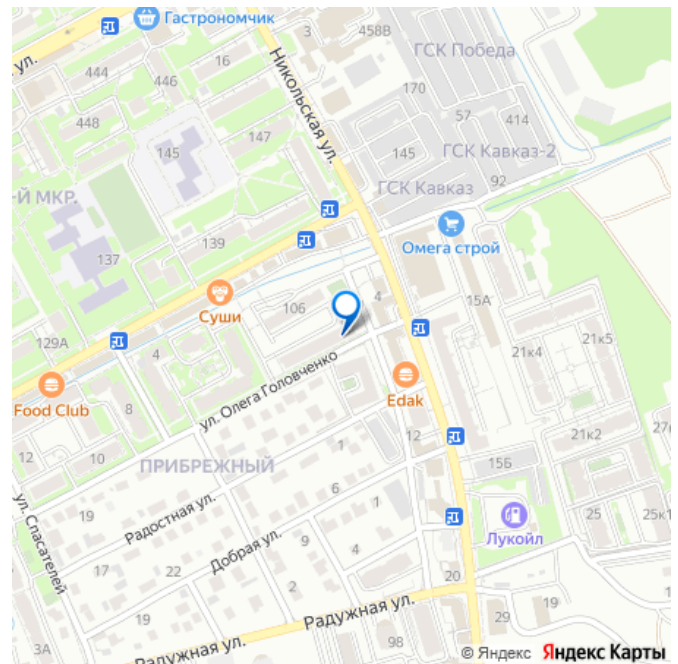 Гастрономчик
ул.
3
458В
444
446
16
ГСК Победа
Никольская ул.
170
448
147
57
414
145
145
ГСК Кавказ-2
ГСК Кавказ
92
-Й МКР.
139
Омега строй
137
106
4
15А
Суши
129А
4
21к4
21к5
ул. Олега Головченко
Food Club
8
Edak
12
21к2
27
12
10
ПРИБРЕЖНЫЙ
1
15Б
6
19
Радостная ул.
1
25
25к1
Лукойл
ул. Спасателей
Добрая ул.
9
4
17
22
2
20
19
Радужная ул.
29
19
3А
Радужная ул.
98
© Яндекс Яндекс Карты